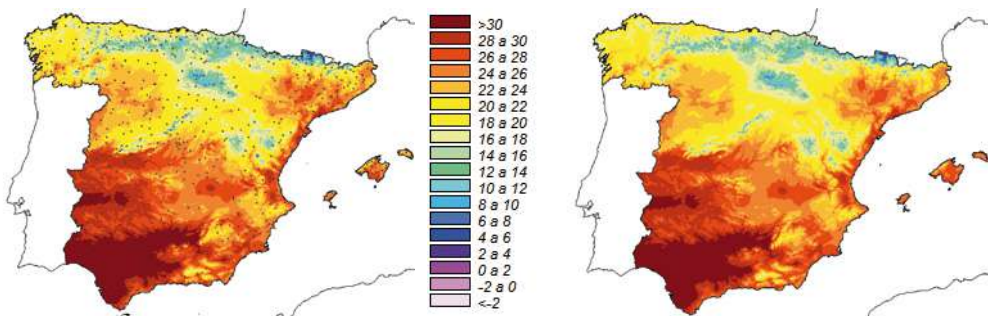 >30
28 a 30
26 a 28
24 a 26
22 a 24
20 a 22
18 a 20
16 a 18
14 a 16
12 a 14
10 a 12
8 a 10
6 a 8
4 a 6
2 a 4
0 a 2
-2 a 0
<-2